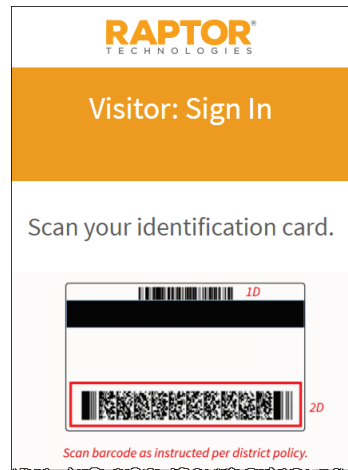 RAPTOR®
TECHNOLOGIES
Visitor: Sign In
Scan your identification card.
1D
2D
Scan barcode as instructed per district policy.